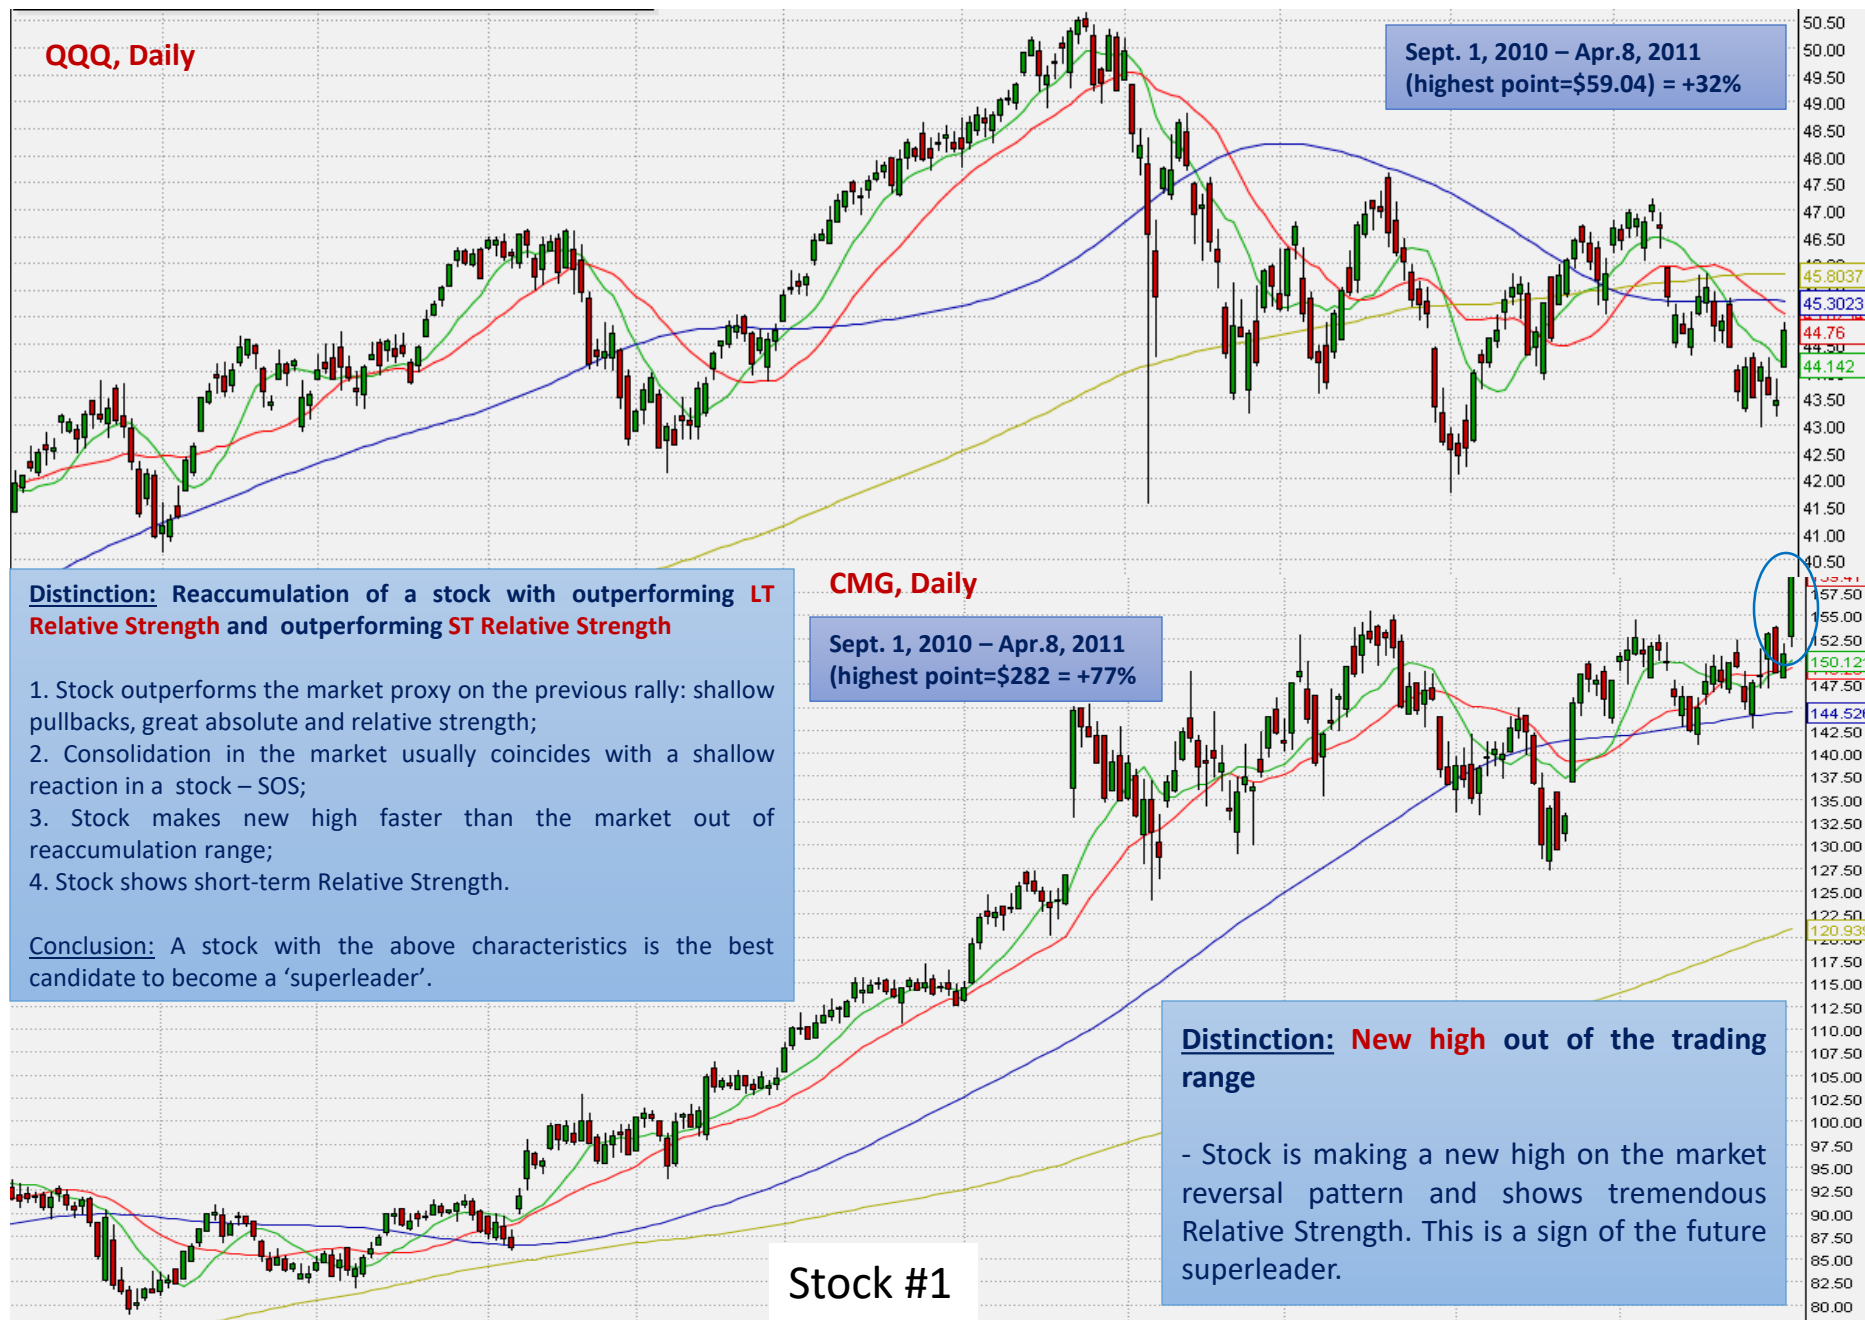 QQQ, Daily
Sept. 1, 2010 – Apr.8, 2011
(highest point=$59.04) = +32%
50.50
50.00
49.50
49.00
48.50
48.00
47.50
47.00
46.50
45.8037
45.3023
44.76
44.50
44.142
43.50
43.00
42.50
42.00
41.50
41.00
40.50
Distinction: Reaccumulation of a stock with outperforming LT
Relative Strength and outperforming ST Relative Strength
1. Stock outperforms the market proxy on the previous rally: shallow
pullbacks, great absolute and relative strength;
2. Consolidation in the market usually coincides with a shallow
reaction in a stock – SOS;
3. Stock makes new high faster than the market out of
reaccumulation range;
4. Stock shows short-term Relative Strength.
Conclusion: A stock with the above characteristics is the best
candidate to become a ‘superleader’.
CMG, Daily
Sept. 1, 2010 – Apr.8, 2011
(highest point=$282 = +77%
157.50
155.00
152.50
150.121
147.50
144.526
142.50
140.00
137.50
135.00
132.50
130.00
127.50
125.00
122.50
120.939
117.50
115.00
112.50
110.00
107.50
105.00
102.50
100.00
97.50
95.00
92.50
90.00
87.50
85.00
82.50
80.00
Distinction: New high out of the trading
range
- Stock is making a new high on the market
reversal pattern and shows tremendous
Relative Strength. This is a sign of the future
superleader.
Stock #1